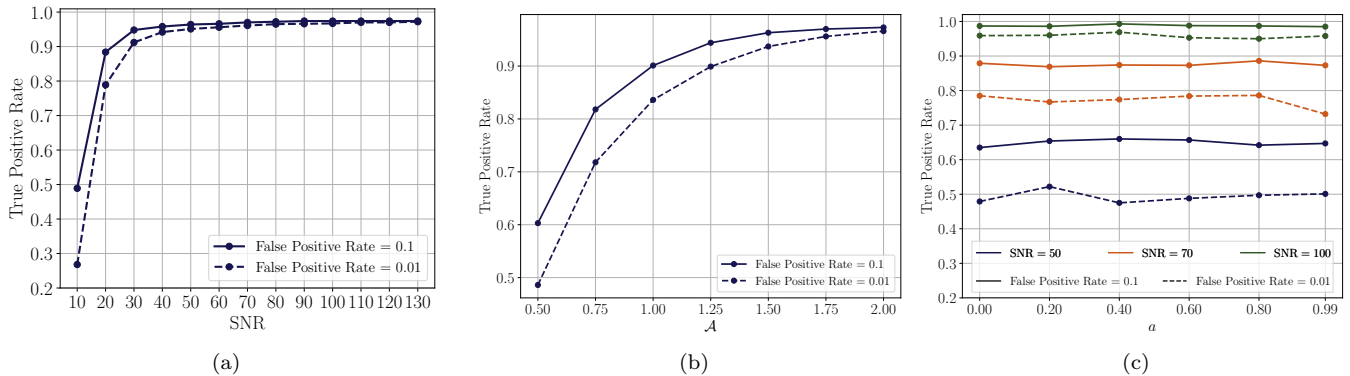 True Positive Rate
1.0
0.9
0.8
0.7
0.6
0.5
0.4
0.3
0.2
10 20 30 40 50 60 70 80 90 100 110 120 130
SNR
False Positive Rate = 0.1
False Positive Rate = 0.01
(a)
True Positive Rate
0.9
0.8
0.7
0.6
0.5
0.50 0.75 1.00 1.25 1.50 1.75 2.00
𝒜
False Positive Rate = 0.1
False Positive Rate = 0.01
(b)
True Positive Rate
1.0
0.9
0.8
0.7
0.6
0.5
0.4
0.3
0.2
SNR = 50 SNR = 70 SNR = 100
False Positive Rate = 0.1 False Positive Rate = 0.01
0.00 0.20 0.40 0.60 0.80 0.99
a
(c)